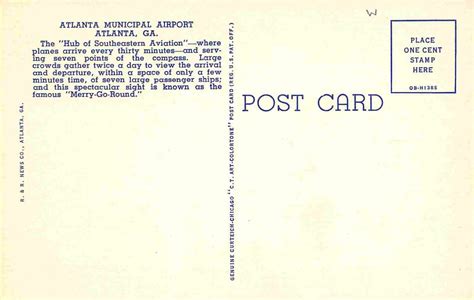 ATLANTA MUNICIPAL AIRPORT
ATLANTA, GA.
The "Hub of Southeastern Aviation"—where
planes arrive every thirty minutes—and serv-
ing seven points of the compass. Large
crowds gather twice a day to view the arrival
and departure, within a space of only a few
minutes time, of seven large passenger ships;
and this spectacular sight is known as the
famous "Merry-Go-Round."
R. & R. NEWS CO., ATLANTA, GA.
GENUINE CURTEICH-CHICAGO "C.T. ART-COLORTONE" POST CARD (REG. U.S. PAT. OFF.)
POST CARD
W
PLACE
ONE CENT
STAMP
HERE
OB-H1385